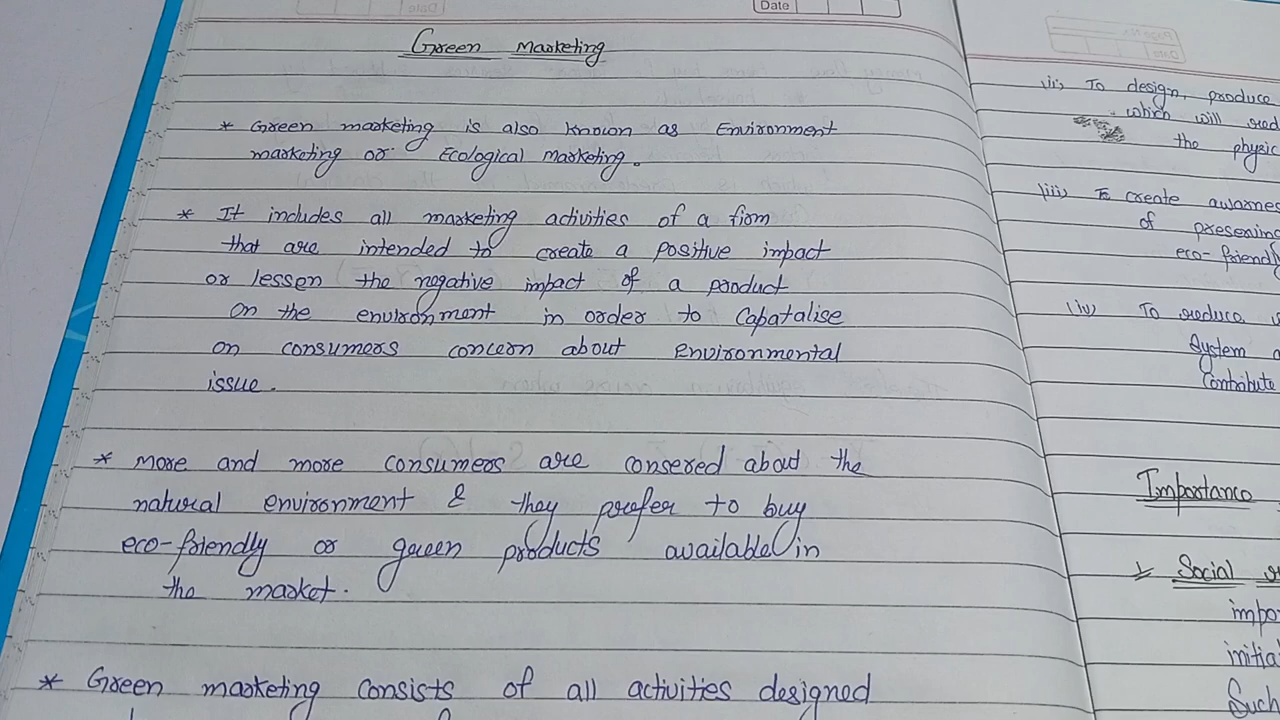 Date
Green Marketing
* Green marketing is also known as Environment
marketing or Ecological Marketing.
* It includes all marketing activities of a firm
that are intended to create a positive impact
or lessen the negative impact of a product
on the environment in order to Capatalise
on consumers concern about Environmental
issue.
* More and more consumers are consered about the
natural environment & they prefer to buy
eco-friendly or green products available in
the market.
* Green marketing consists of all activities designed
ii) To design, produce
which will
the
iii) To create
of
eco-friendly
(iv) To reduce
System
Contribute
Importance
Social
Such